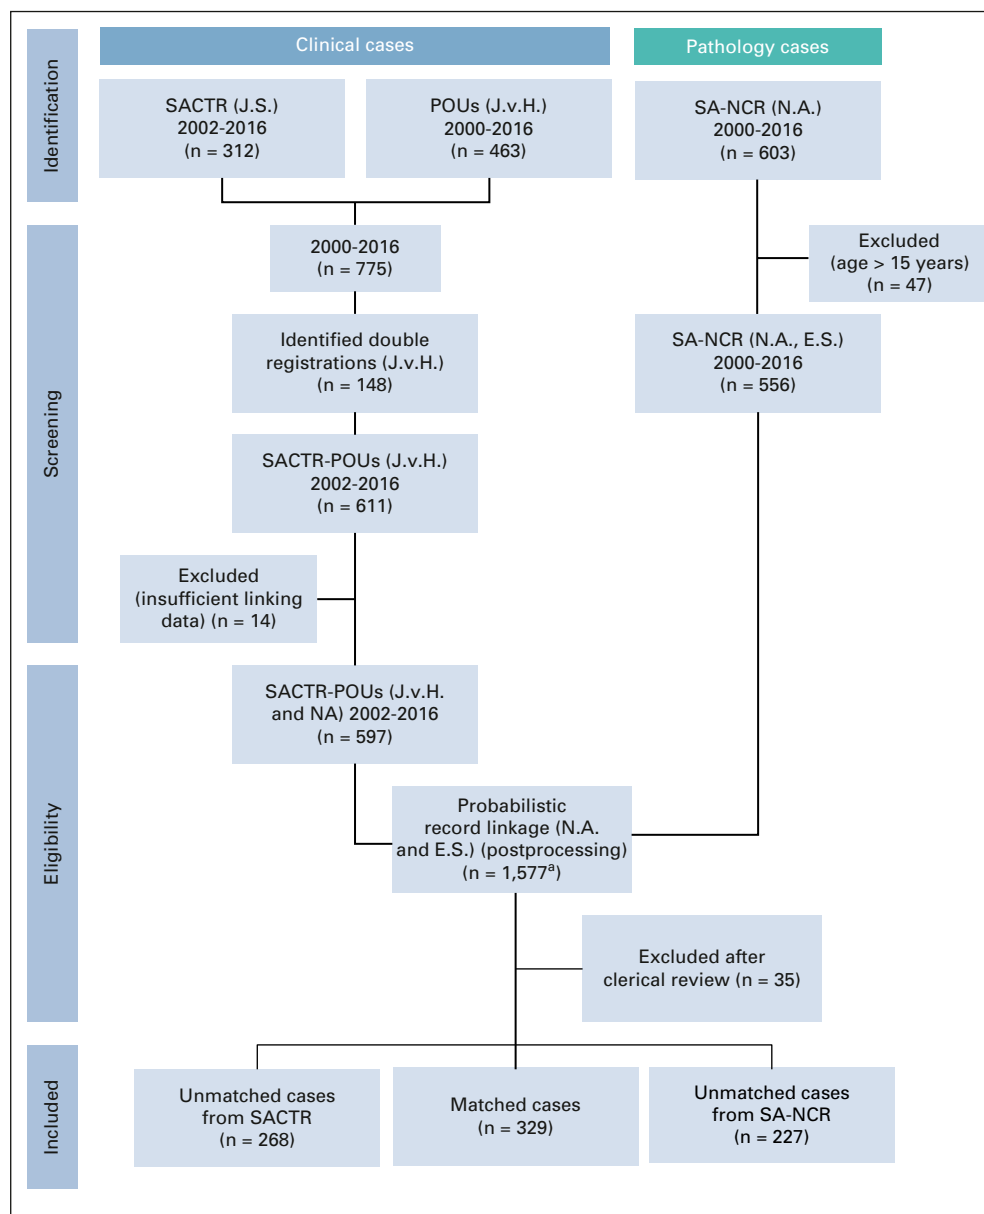 Identification
Clinical cases
Pathology cases
SACTR (J.S.)
2002-2016
(n = 312)
POUs (J.v.H.)
2000-2016
(n = 463)
SA-NCR (N.A.)
2000-2016
(n = 603)
Screening
2000-2016
(n = 775)
Excluded
(age > 15 years)
(n = 47)
Identified double
registrations (J.v.H.)
(n = 148)
SA-NCR (N.A., E.S.)
2000-2016
(n = 556)
SACTR-POUs (J.v.H.)
2002-2016
(n = 611)
Excluded
(insufficient linking
data) (n = 14)
Eligibility
SACTR-POUs (J.v.H.
and NA) 2002-2016
(n = 597)
Probabilistic
record linkage (N.A.
and E.S.) (postprocessing)
(n = 1,577ª)
Excluded after
clerical review (n = 35)
Included
Unmatched cases
from SACTR
(n = 268)
Matched cases
(n = 329)
Unmatched cases
from SA-NCR
(n = 227)